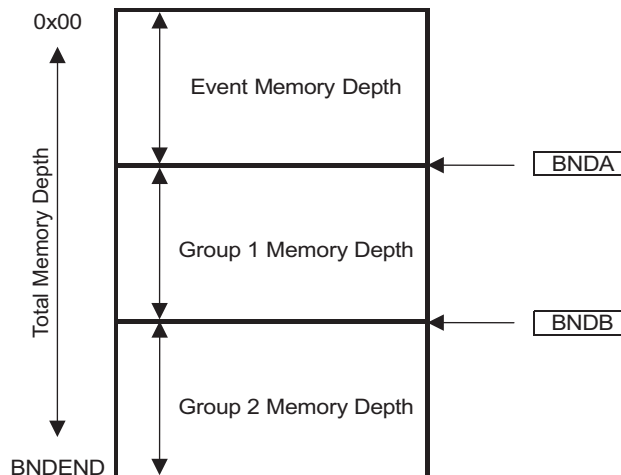 0x00
Event Memory Depth
BNDA
Total Memory Depth
Group 1 Memory Depth
BNDB
Group 2 Memory Depth
BNDEND